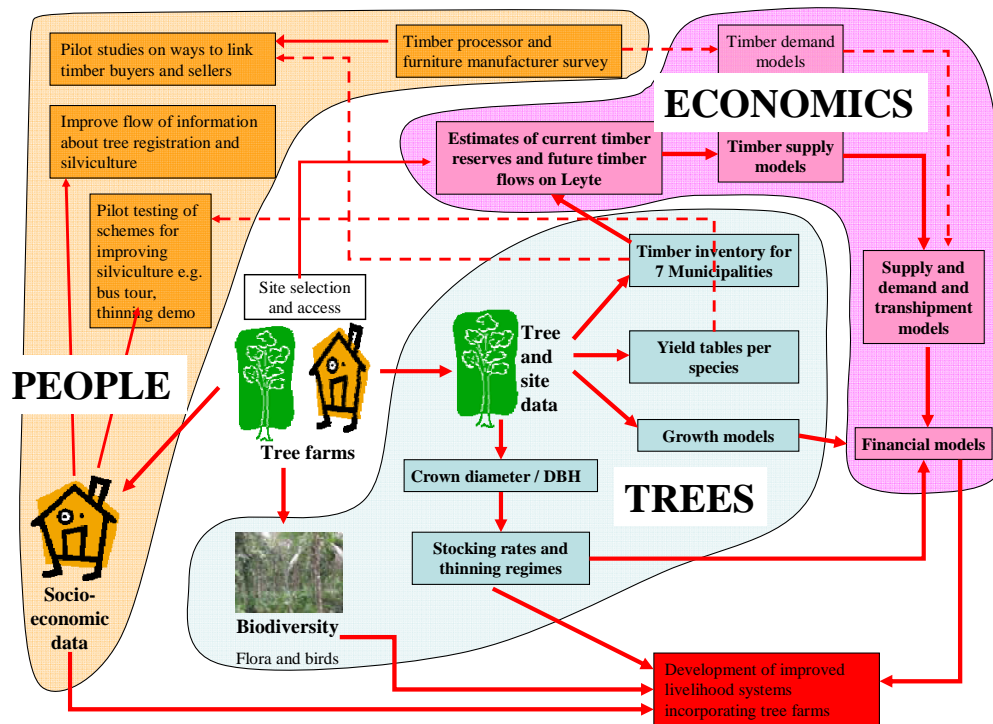 Pilot studies on ways to link
timber buyers and sellers
Timber processor and
furniture manufacturer survey
Timber demand
models
ECONOMICS
Improve flow of information
about tree registration and
silviculture
Estimates of current timber
reserves and future timber
flows on Leyte
Timber supply
models
Pilot testing of
schemes for
improving
silviculture e.g.
bus tour,
thinning demo
Site selection
and access
Timber inventory for
7 Municipalities
Supply and
demand and
transhipment
models
PEOPLE
Tree
and
site
data
Yield tables per
species
Tree farms
Growth models
Financial models
Crown diameter / DBH
TREES
Stocking rates and
thinning regimes
Socio-
economic
data
Biodiversity
Flora and birds
Development of improved
livelihood systems
incorporating tree farms